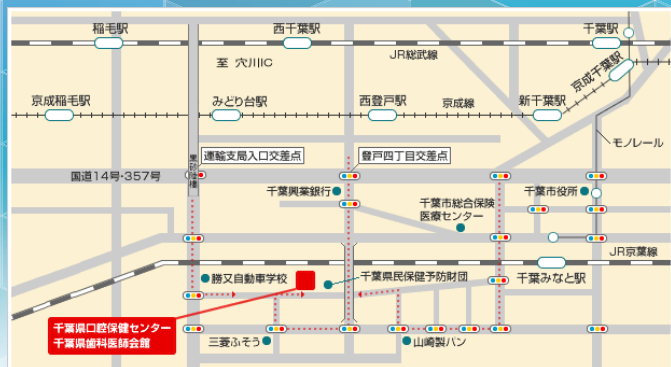 稲毛駅
西千葉駅
千葉駅
JR総武線
至 穴川IC
京成千葉駅
京成稲毛駅
みどり台駅
西登戸駅
京成線
新千葉駅
モノレール
黒砂陸橋
運輸支局入口交差点
登戸四丁目交差点
国道14号・357号
千葉興業銀行
千葉市役所
千葉市総合保険
医療センター
JR京葉線
勝又自動車学校
千葉県民保健予防財団
千葉みなと駅
千葉県口腔保健センター
千葉県歯科医師会館
三菱ふそう
山崎製パン